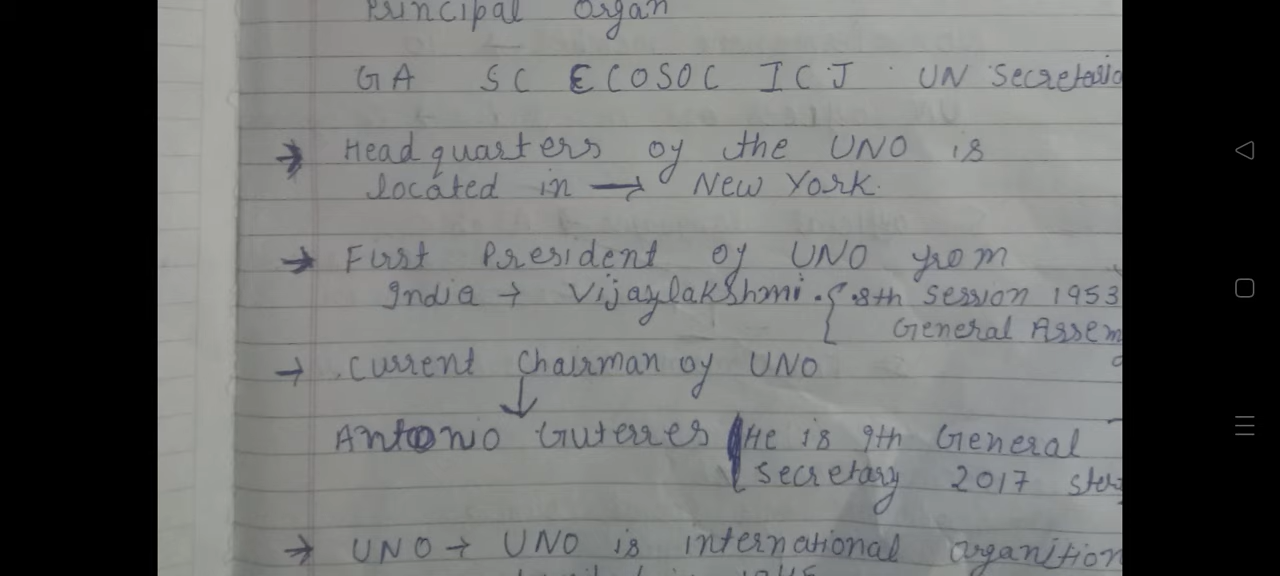 Principal Organ
GA SC ECOSOC ICJ UN Secretaria
→ Headquarters of the UNO is
located in → New York.
→ First President of UNO from
India → Vijaylakshmi. { 8th session 1953
General Assem
→ Current Chairman of UNO
↓
Antonio Guterres { He is 9th General
Secretary 2017
→ UNO → UNO is international organition